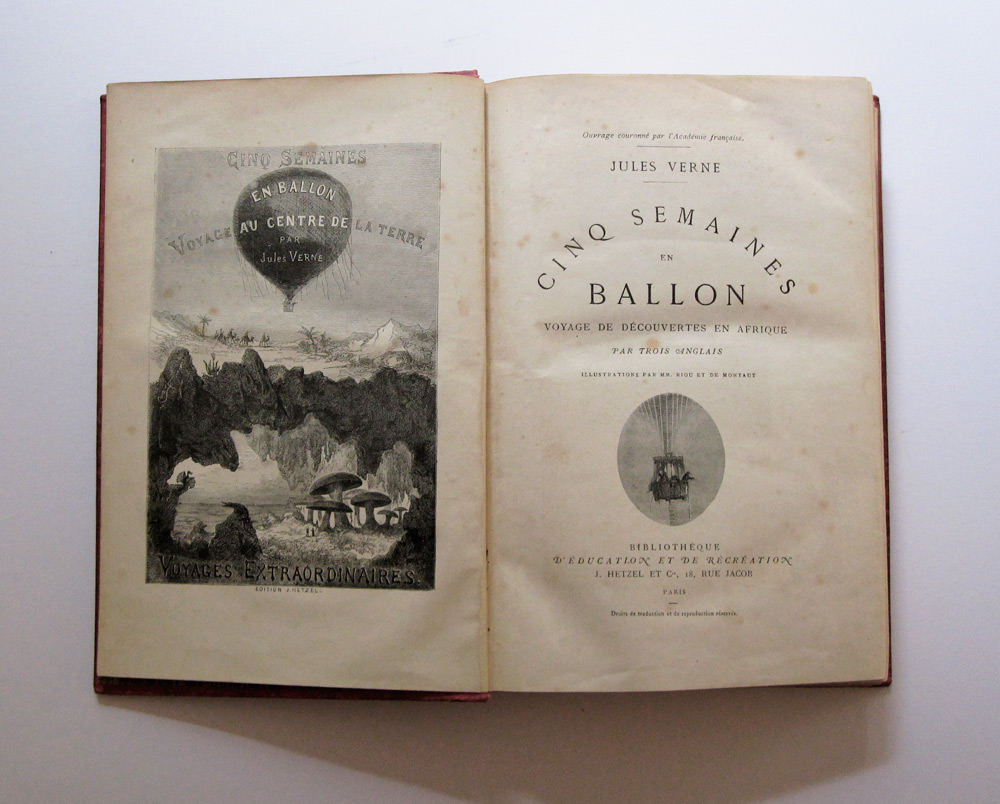 CINQ SEMAINES
EN BALLON
VOYAGE AU CENTRE DE LA TERRE
PAR
Jules VERNE
VOYAGES EXTRAORDINAIRES.
EDITION J. HETZEL.
Ouvrage couronné par l'Académie française.
JULES VERNE
CINQ SEMAINES
EN
BALLON
VOYAGE DE DÉCOUVERTES EN AFRIQUE
PAR TROIS ANGLAIS
ILLUSTRATIONS PAR MM. RIOU ET DE MONTAUT
BIBLIOTHÈQUE
D'ÉDUCATION ET DE RÉCRÉATION
J. HETZEL ET Cie, 18, RUE JACOB
PARIS
Droits de traduction et de reproduction réservés.